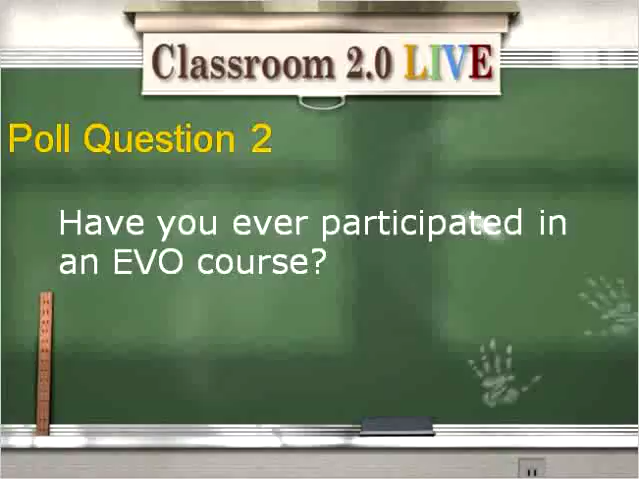 Classroom 2.0 LIVE
Poll Question 2
Have you ever participated in
an EVO course?